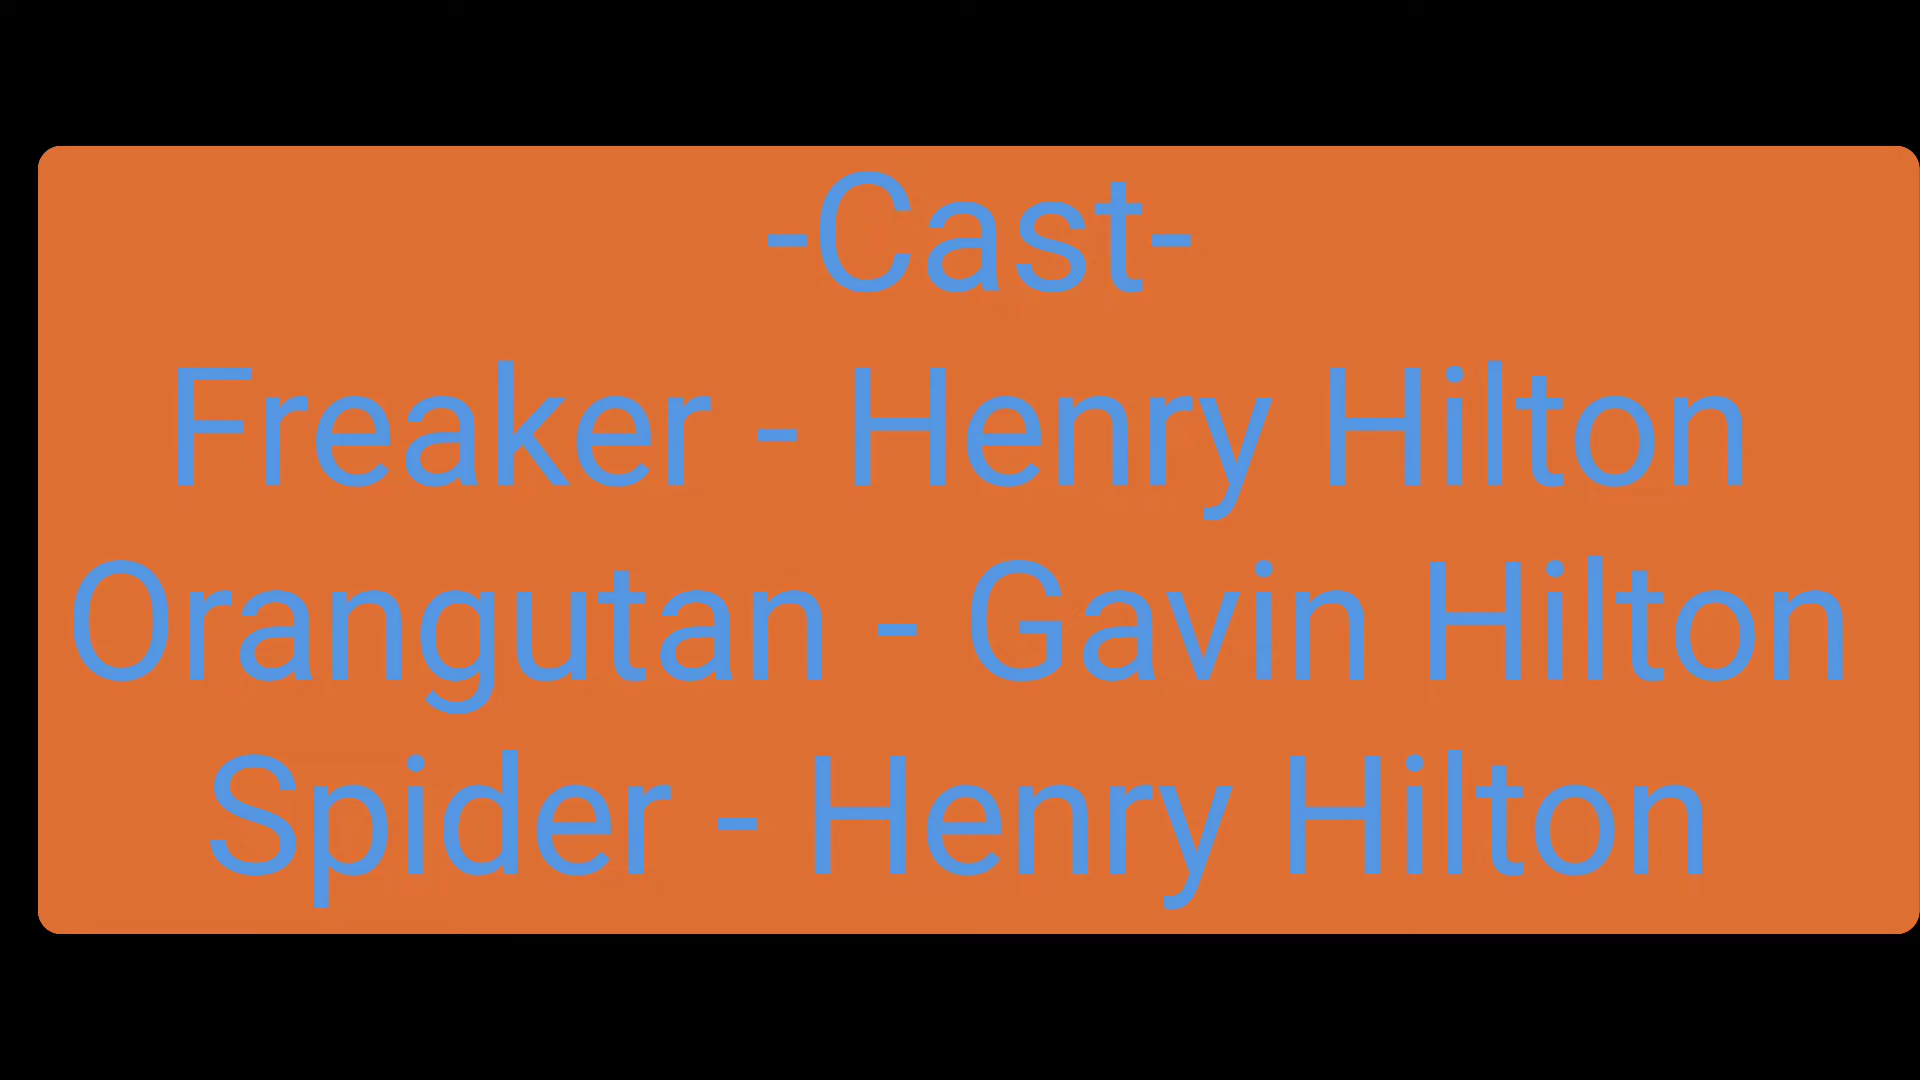 -Cast-
Freaker - Henry Hilton
Orangutan - Gavin Hilton
Spider - Henry Hilton